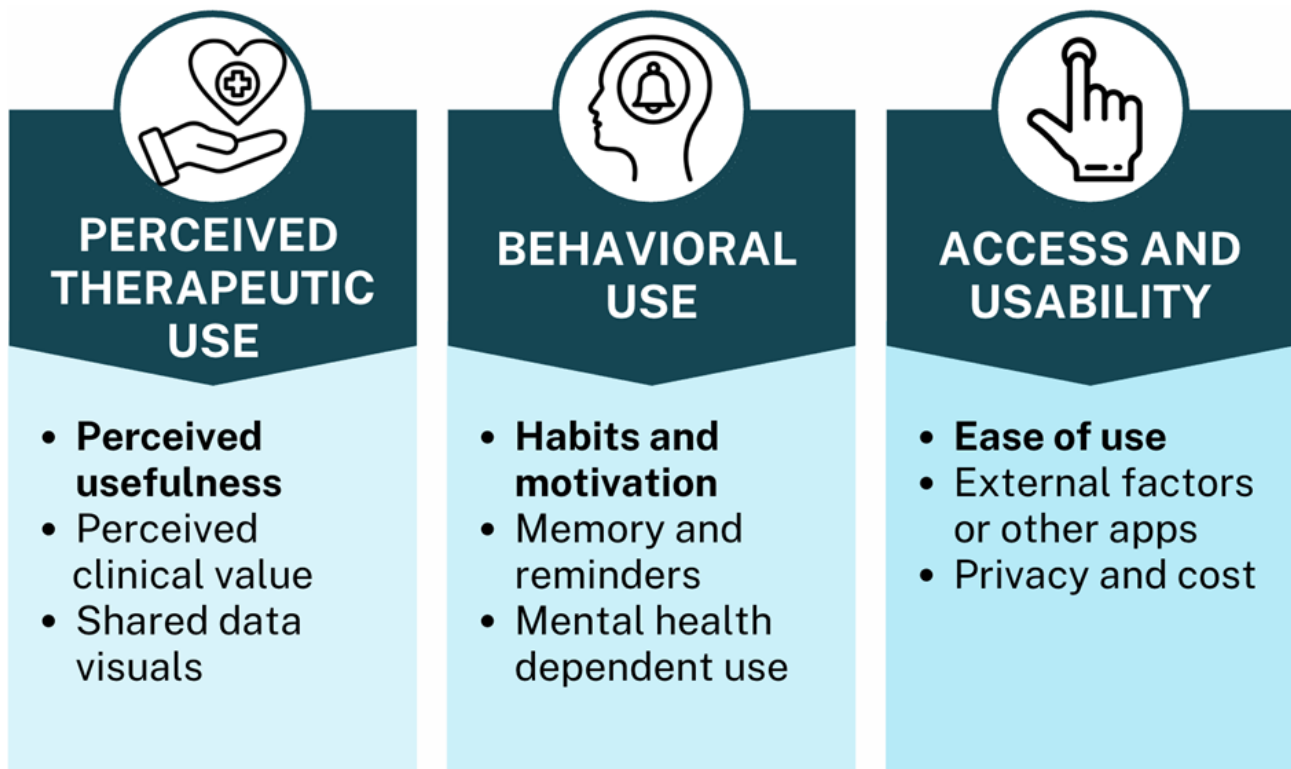 PERCEIVED
THERAPEUTIC
USE
• Perceived
usefulness
• Perceived
clinical value
• Shared data
visuals
BEHAVIORAL
USE
• Habits and
motivation
• Memory and
reminders
• Mental health
dependent use
ACCESS AND
USABILITY
• Ease of use
• External factors
or other apps
• Privacy and cost